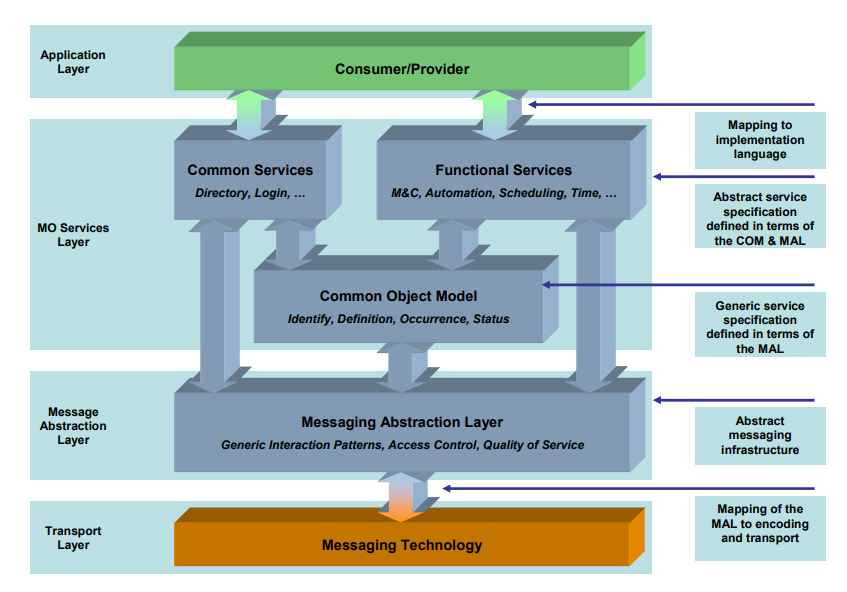 Application
Layer
Consumer/Provider
Mapping to
implementation
language
MO Services
Layer
Common Services
Directory, Login, …
Functional Services
M&C, Automation, Scheduling, Time, …
Abstract service
specification
defined in terms of
the COM & MAL
Common Object Model
Identify, Definition, Occurrence, Status
Generic service
specification
defined in terms of
the MAL
Message
Abstraction
Layer
Messaging Abstraction Layer
Generic Interaction Patterns, Access Control, Quality of Service
Abstract
messaging
infrastructure
Mapping of the
MAL to encoding
and transport
Transport
Layer
Messaging Technology